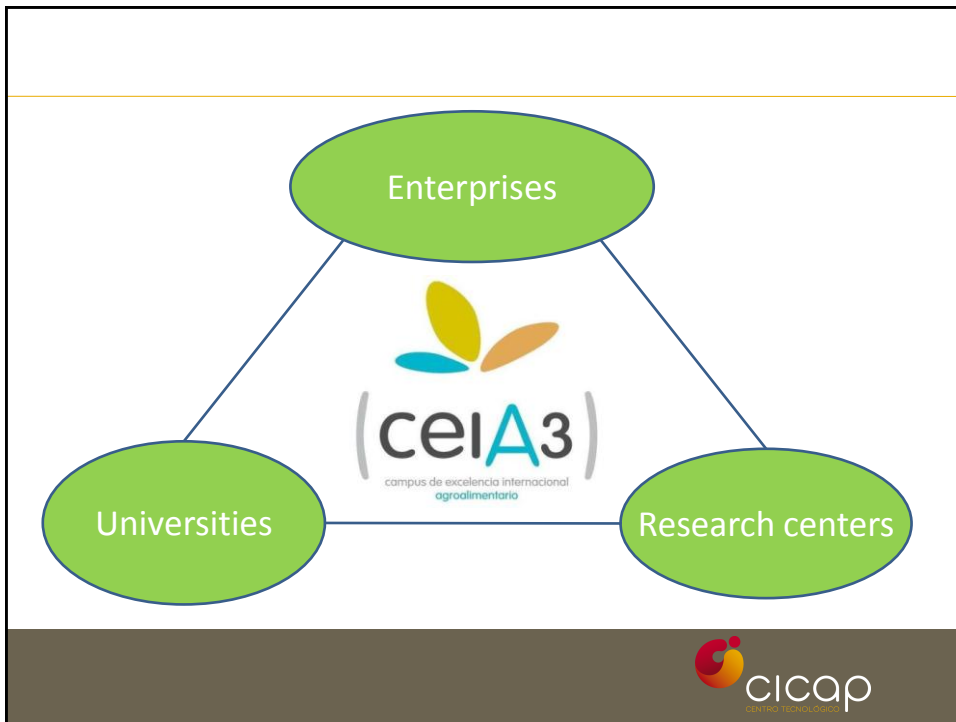 Enterprises
(ceiA3)
campus de excelencia internacional
agroalimentario
Universities
Research centers
cicap
CENTRO TECNOLÓGICO